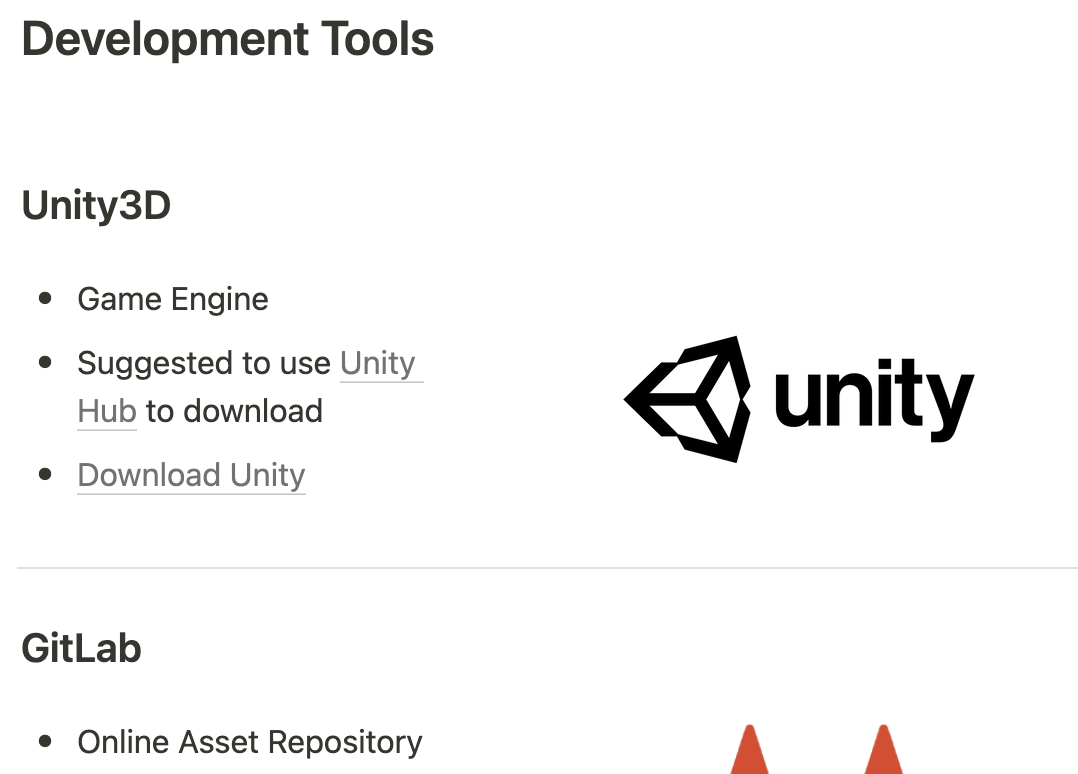 Development Tools
Unity3D
• Game Engine
• Suggested to use Unity
Hub to download
• Download Unity
unity
GitLab
• Online Asset Repository